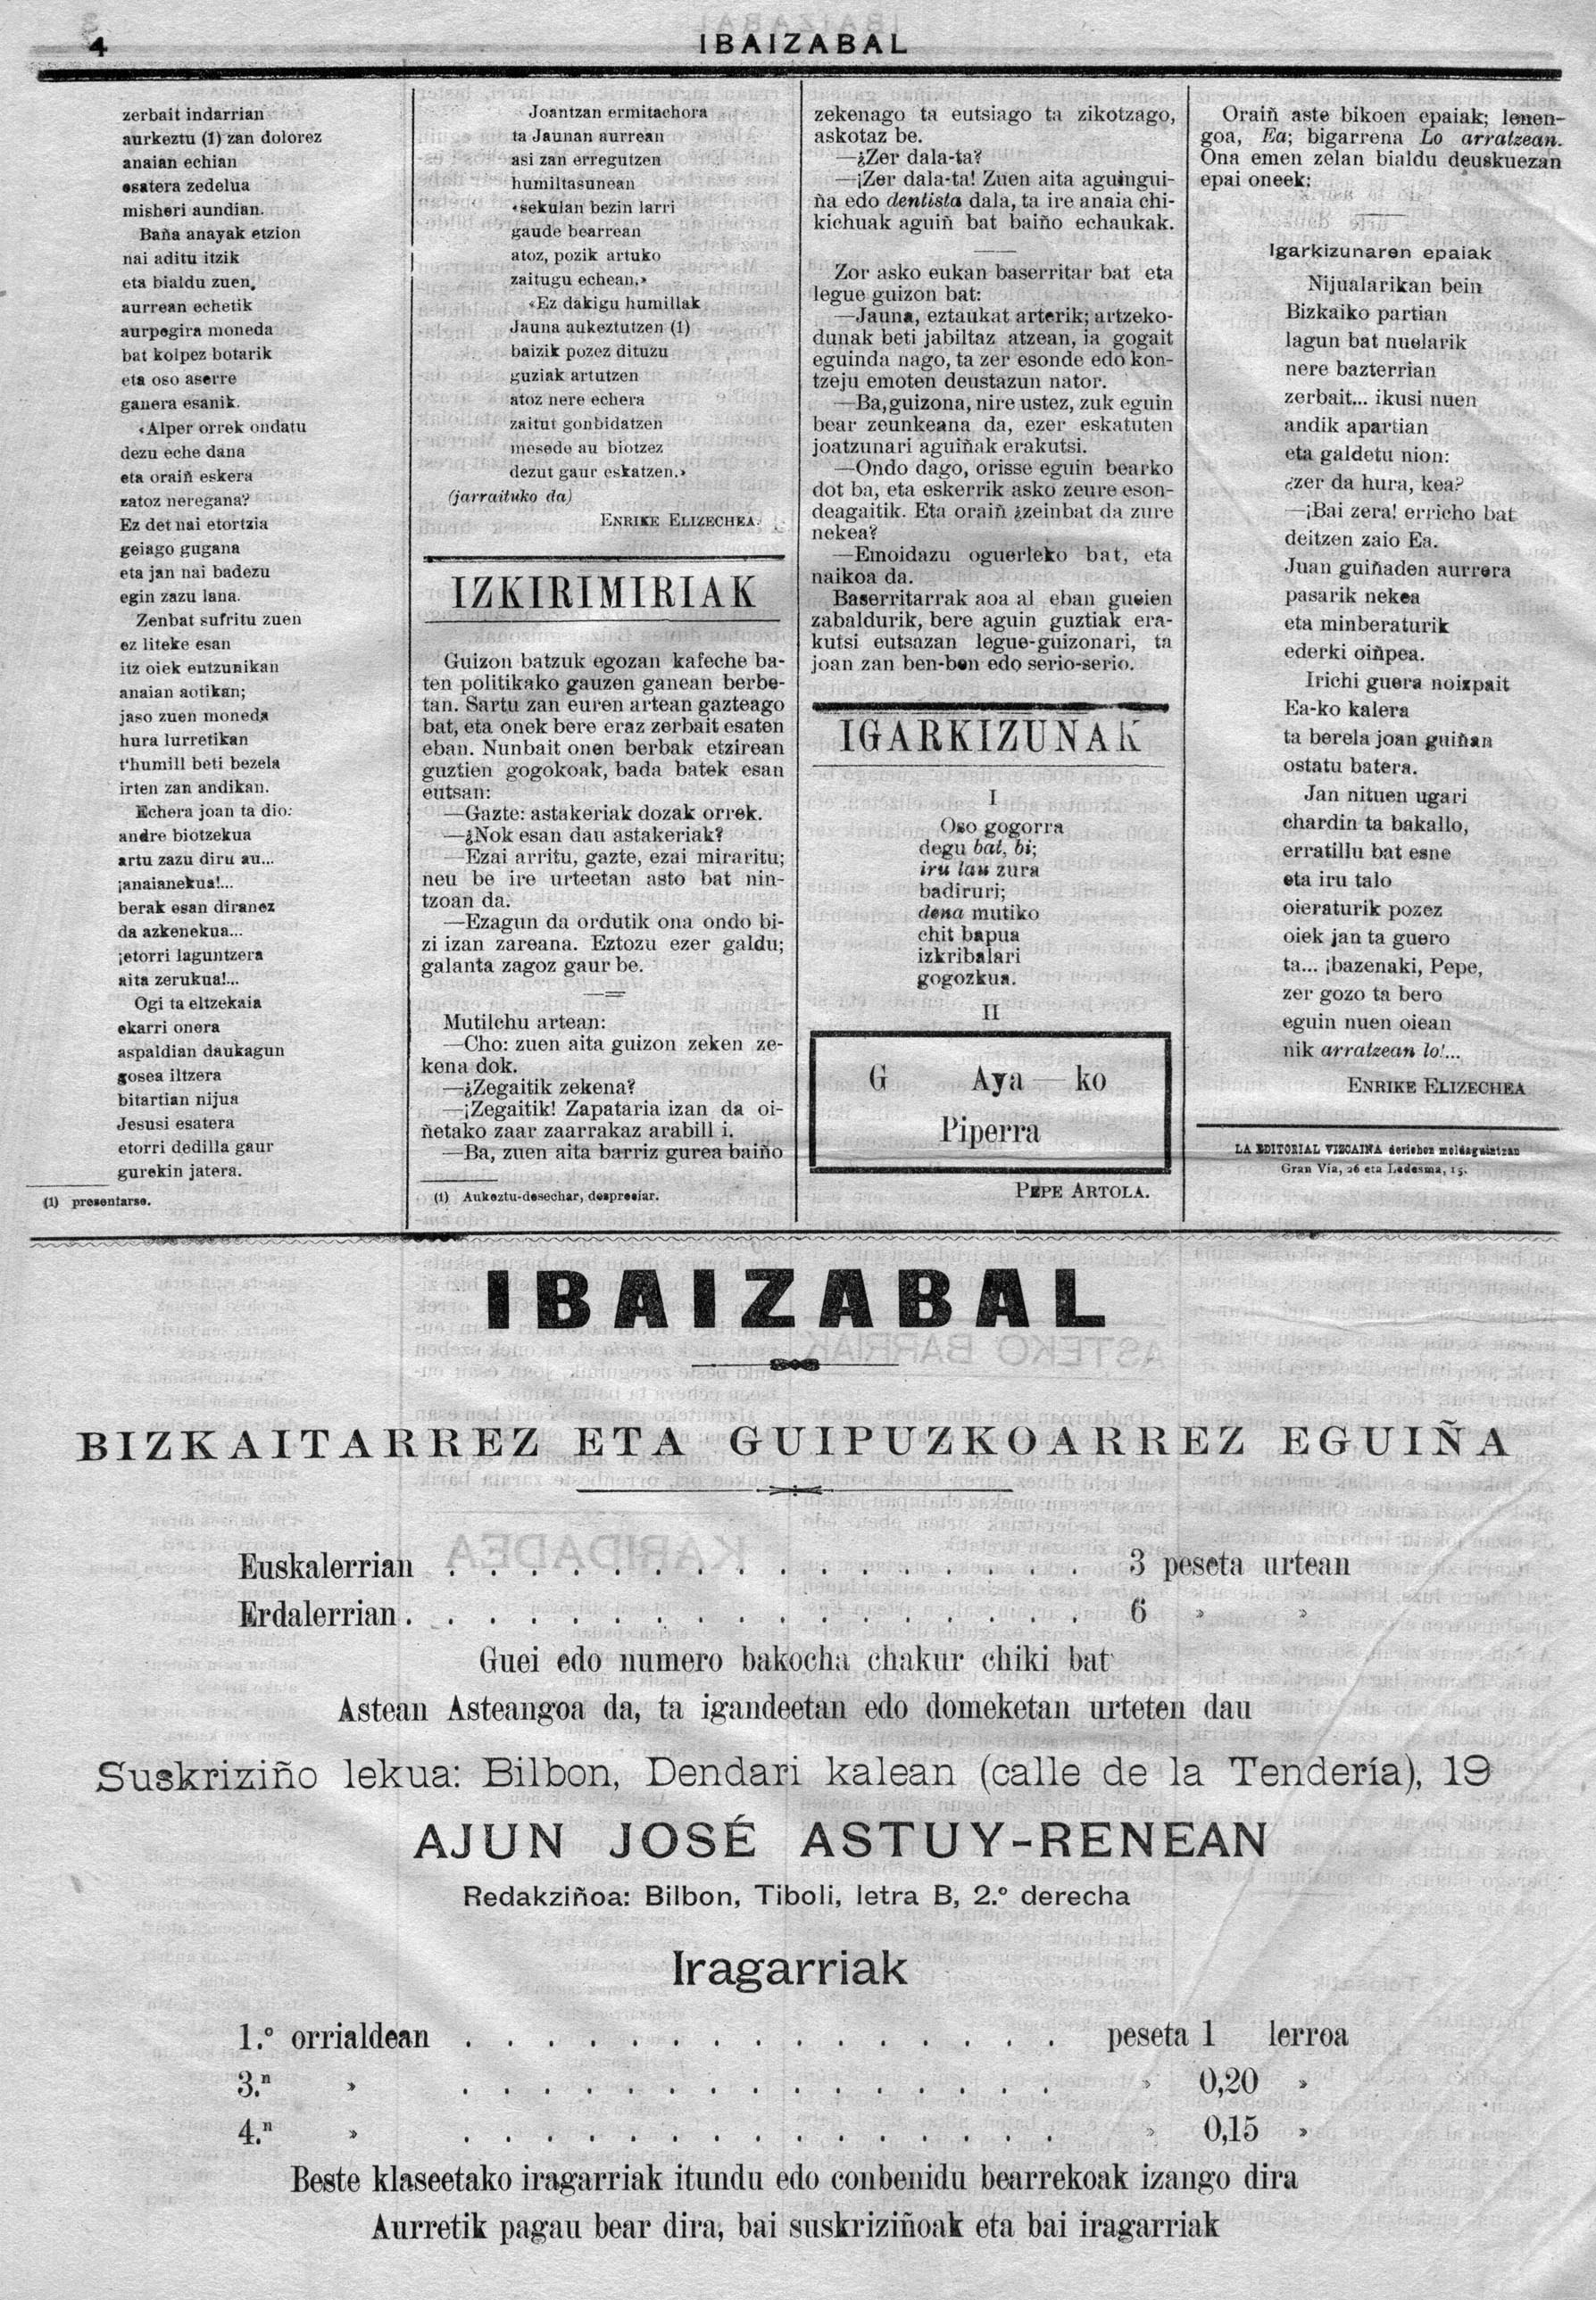 4
IBAIZABAL
zerbait indarrian
aurkeztu (1) zan dolorez
anaian echian
esatera zedelua
misheri aundian.
Baña anayak etzion
nai aditu itzik
eta bialdu zuen,
aurrean echetik
aurpegira moneda
bat kolpez botarik
eta oso aserre
ganera esanik.
«Alper orrek ondatu
dezu eche dana
eta oraiñ eskera
zatoz neregana?
Ez det nai etortzia
geiago gugana
eta jan nai badezu
egin zazu lana.
Zenbat sufritu zuen
ez liteke esan
itz oiek entzunikan
anaian aotikan;
jaso zuen moneda
hura lurretikan
t'humill beti bezela
irten zan andikan.
Echera joan ta dio:
andre biotzekua
artu zazu diru au...
¡anaianekua!...
berak esan diranez
da azkenekua...
¡etorri laguntzera
aita zerukua!...
Ogi ta eltzekaia
ekarri onera
aspaldian daukagun
gosea iltzera
bitartian nijua
Jesusi esatera
etorri dedilla gaur
gurekin jatera.
(1) presentarse.
Joantzan ermitachora
ta Jaunan aurrean
asi zan erregutzen
humiltasunean
«sekulan bezin larri
gaude bearrean
atoz, pozik artuko
zaitugu echean.»
«Ez dakigu humillak
Jauna aukeztutzen (1)
baizik pozez dituzu
guziak artutzen
atoz nere echera
zaitut gonbidatzen
mesede au biotzez
dezut gaur eskatzen.»
(jarraituko da)
ENRIKE ELIZECHEA.
IZKIRIMIRIAK
Guizon batzuk egozan kafeche ba-
ten politikako gauzen ganean berbe-
tan. Sartu zan euren artean gazteago
bat, eta onek bere eraz zerbait esaten
eban. Nunbait onen berbak etzirean
guztien gogokoak, bada batek esan
eutsan:
—Gazte: astakeriak dozak orrek.
—¿Nok esan dau astakeriak?
—Ezai arritu, gazte, ezai miraritu;
neu be ire urteetan asto bat nin-
tzoan da.
—Ezagun da ordutik ona ondo bi-
zi izan zareana. Eztozu ezer galdu;
galanta zagoz gaur be.
Mutilchu artean:
—Cho: zuen aita guizon zeken ze-
kena dok.
—¿Zegaitik zekena?
—¡Zegaitik! Zapataria izan da oi-
ñetako zaar zaarrakaz arabill i.
—Ba, zuen aita barriz gurea baiño
(1) Aukeztu-desechar, despreciar.
zekenago ta eutsiago ta zikotzago,
askotaz be.
—¿Zer dala-ta?
—¡Zer dala-ta! Zuen aita aguingui-
ña edo dentista dala, ta ire anaia chi-
kichuak aguiñ bat baiño echaukak.
Zor asko eukan baserritar bat eta
legue guizon bat:
—Jauna, eztaukat arterik; artzeko-
dunak beti jabiltaz atzean, ia gogait
eguinda nago, ta zer esonde edo kon-
tzeju emoten deustazun nator.
—Ba, guizona, nire ustez, zuk eguin
bear zeunkeana da, ezer eskatuten
joatzunari aguiñak erakutsi.
—Ondo dago, orisse eguin bearko
dot ba, eta eskerrik asko zeure eson-
deagaitik. Eta oraiñ ¿zeinbat da zure
nekea?
—Emoidazu oguerleko bat, eta
naikoa da.
Baserritarrak aoa al eban gueien
zabaldurik, bere aguin guztiak era-
kutsi eutsazan legue-guizonari, ta
joan zan ben-ben edo serio-serio.
IGARKIZUNAK
I
Oso gogorra
degu bat, bi;
iru lau zura
badiruri;
dena mutiko
chit bapua
izkribalari
gogozkua.
II
G Aya — ko
Piperra
PEPE ARTOLA.
Oraiñ aste bikoen epaiak; lenen-
goa, Ea; bigarrena Lo arratzean.
Ona emen zelan bialdu deuskuezan
epai oneek:
Igarkizunaren epaiak
Nijualarikan bein
Bizkaiko partian
lagun bat nuelarik
nere bazterrian
zerbait... ikusi nuen
andik apartian
eta galdetu nion:
¿zer da hura, kea?
—¡Bai zera! erricho bat
deitzen zaio Ea.
Juan guiñaden aurrera
pasarik nekea
eta minberaturik
ederki oiñpea.
Irichi guera noizpait
Ea-ko kalera
ta berela joan guiñan
ostatu batera.
Jan nituen ugari
chardin ta bakallo,
erratillu bat esne
eta iru talo
oieraturik pozez
oiek jan ta guero
ta... ¡bazenaki, Pepe,
zer gozo ta bero
eguin nuen oiean
nik arratzean lo!...
ENRIKE ELIZECHEA
LA EDITORIAL VIZCAINA derichon moldaguintzan
Gran Vía, 26 eta Ledesma, 15.
IBAIZABAL
BIZKAITARREZ ETA GUIPUZKOARREZ EGUIÑA
Euskalerrian . . . . . . . . . . . . . . . . 3 peseta urtean
Erdalerrian . . . . . . . . . . . . . . . . . 6 » »
Guei edo numero bakocha chakur chiki bat
Astean Asteangoa da, ta igandeetan edo domeketan urteten dau
Suskriziño lekua: Bilbon, Dendari kalean (calle de la Tendería), 19
AJUN JOSÉ ASTUY-RENEAN
Redakziñoa: Bilbon, Tiboli, letra B, 2.º derecha
Iragarriak
1.º orrialdean . . . . . . . . . . . . . . . peseta 1 lerroa
3.n » . . . . . . . . . . . . . . . » 0,20 »
4.n » . . . . . . . . . . . . . . . » 0,15 »
Beste klaseetako iragarriak itundu edo conbenidu bearrekoak izango dira
Aurretik pagau bear dira, bai suskriziñoak eta bai iragarriak